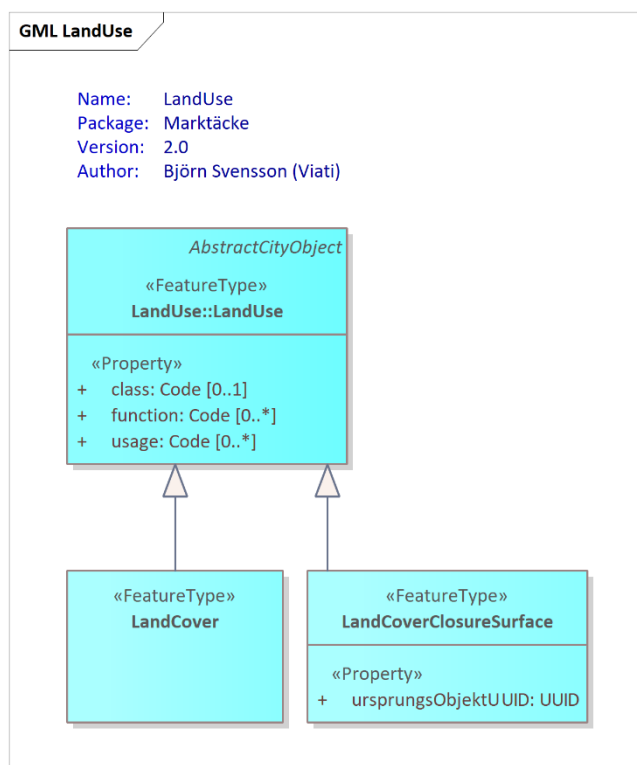 GML LandUse
Name: LandUse
Package: Marktäcke
Version: 2.0
Author: Björn Svensson (Viati)
AbstractCityObject
«FeatureType»
LandUse::LandUse
«Property»
+ class: Code [0..1]
+ function: Code [0..*]
+ usage: Code [0..*]
«FeatureType»
LandCover
«FeatureType»
LandCoverClosureSurface
«Property»
+ ursprungsObjektUUID: UUID